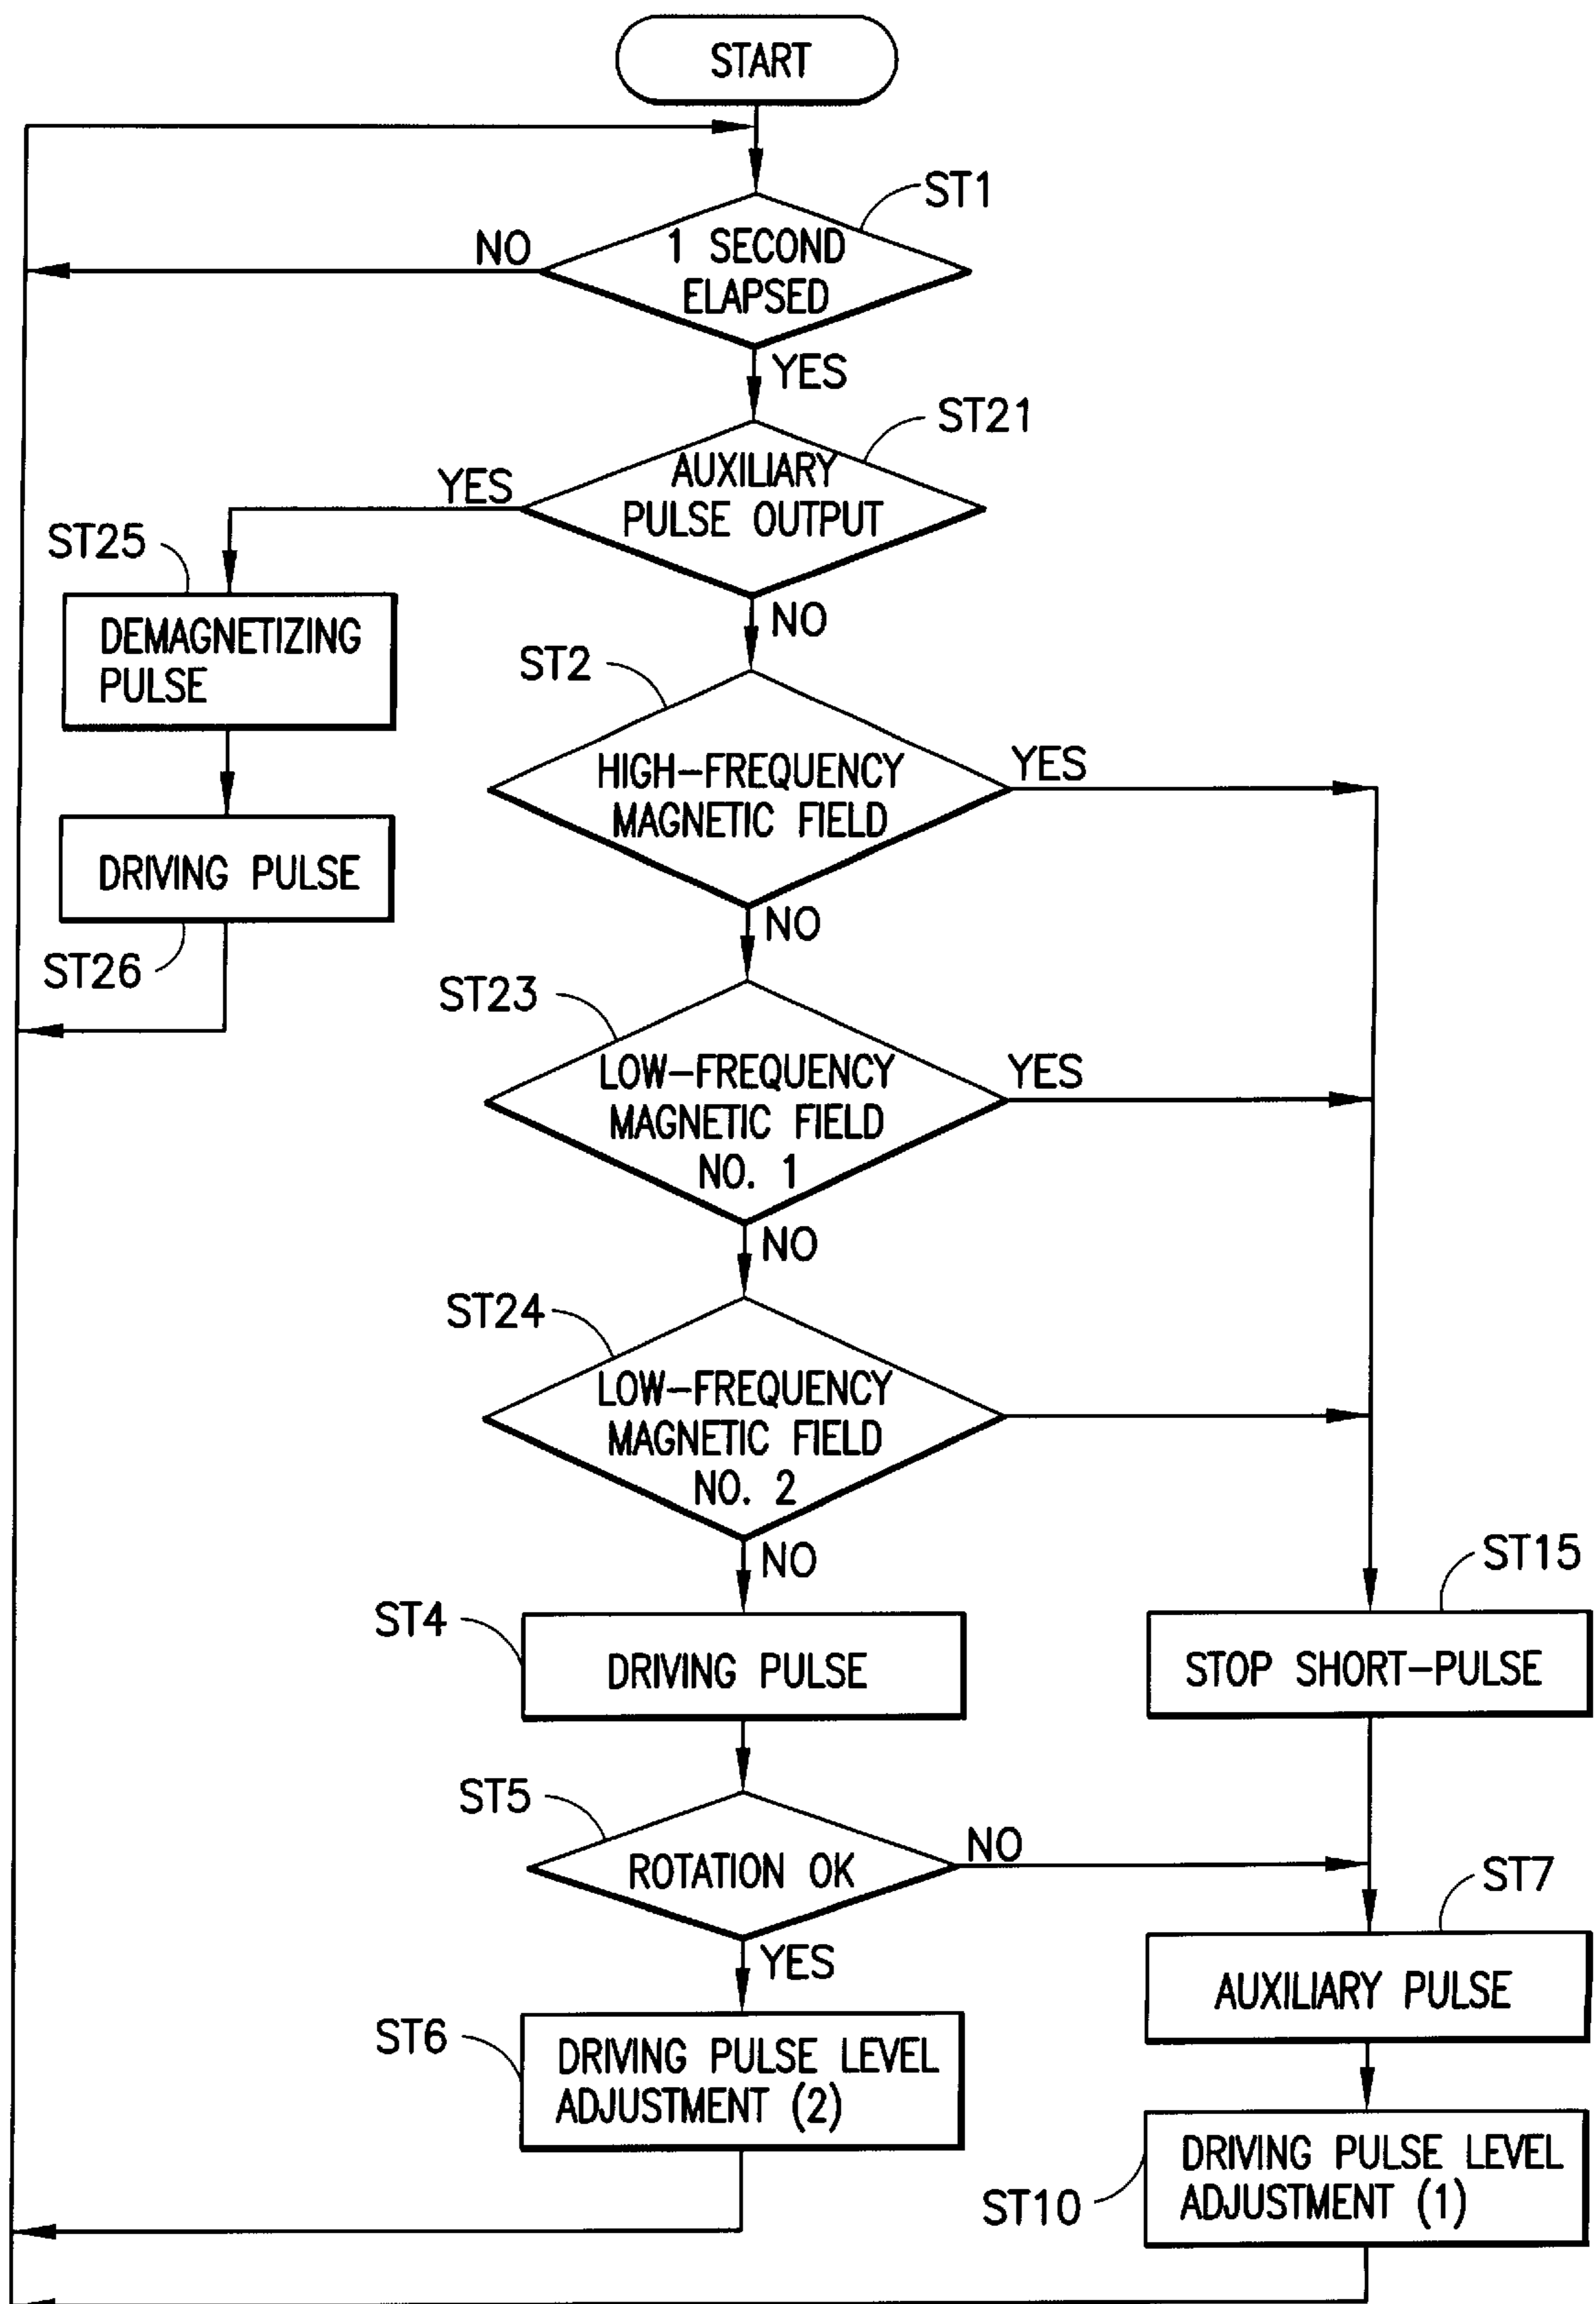 START
ST1
NO
1 SECOND
ELAPSED
YES
ST21
YES
AUXILIARY
PULSE OUTPUT
ST25
NO
DEMAGNETIZING
PULSE
ST2
HIGH-FREQUENCY
MAGNETIC FIELD
YES
DRIVING PULSE
NO
ST26
ST23
LOW-FREQUENCY
MAGNETIC FIELD
NO. 1
YES
NO
ST24
LOW-FREQUENCY
MAGNETIC FIELD
NO. 2
NO
ST15
ST4
DRIVING PULSE
STOP SHORT-PULSE
ST5
ROTATION OK
NO
ST7
YES
AUXILIARY PULSE
ST6
DRIVING PULSE LEVEL
ADJUSTMENT (2)
ST10
DRIVING PULSE LEVEL
ADJUSTMENT (1)